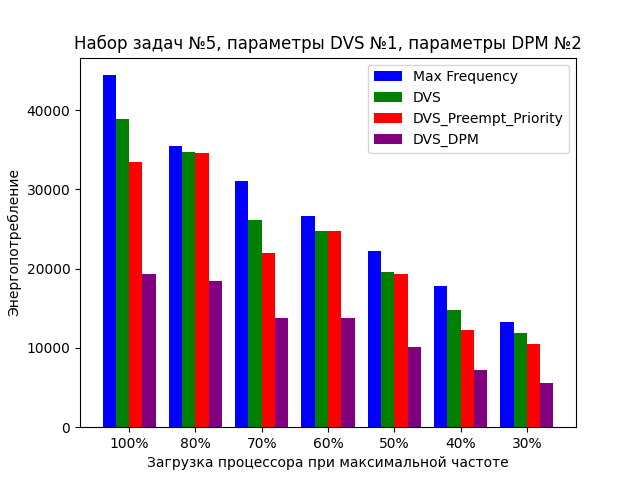 Набор задач №5, параметры DVS №1, параметры DPM №2
Max Frequency
DVS
DVS_Preempt_Priority
DVS_DPM
Энергопотребление
40000
30000
20000
10000
0
100% 80% 70% 60% 50% 40% 30%
Загрузка процессора при максимальной частоте